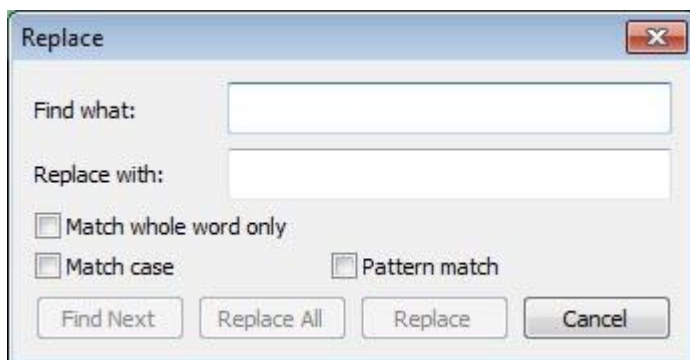 Replace
Find what:
Replace with:
Match whole word only
Match case Pattern match
Find Next Replace All Replace Cancel